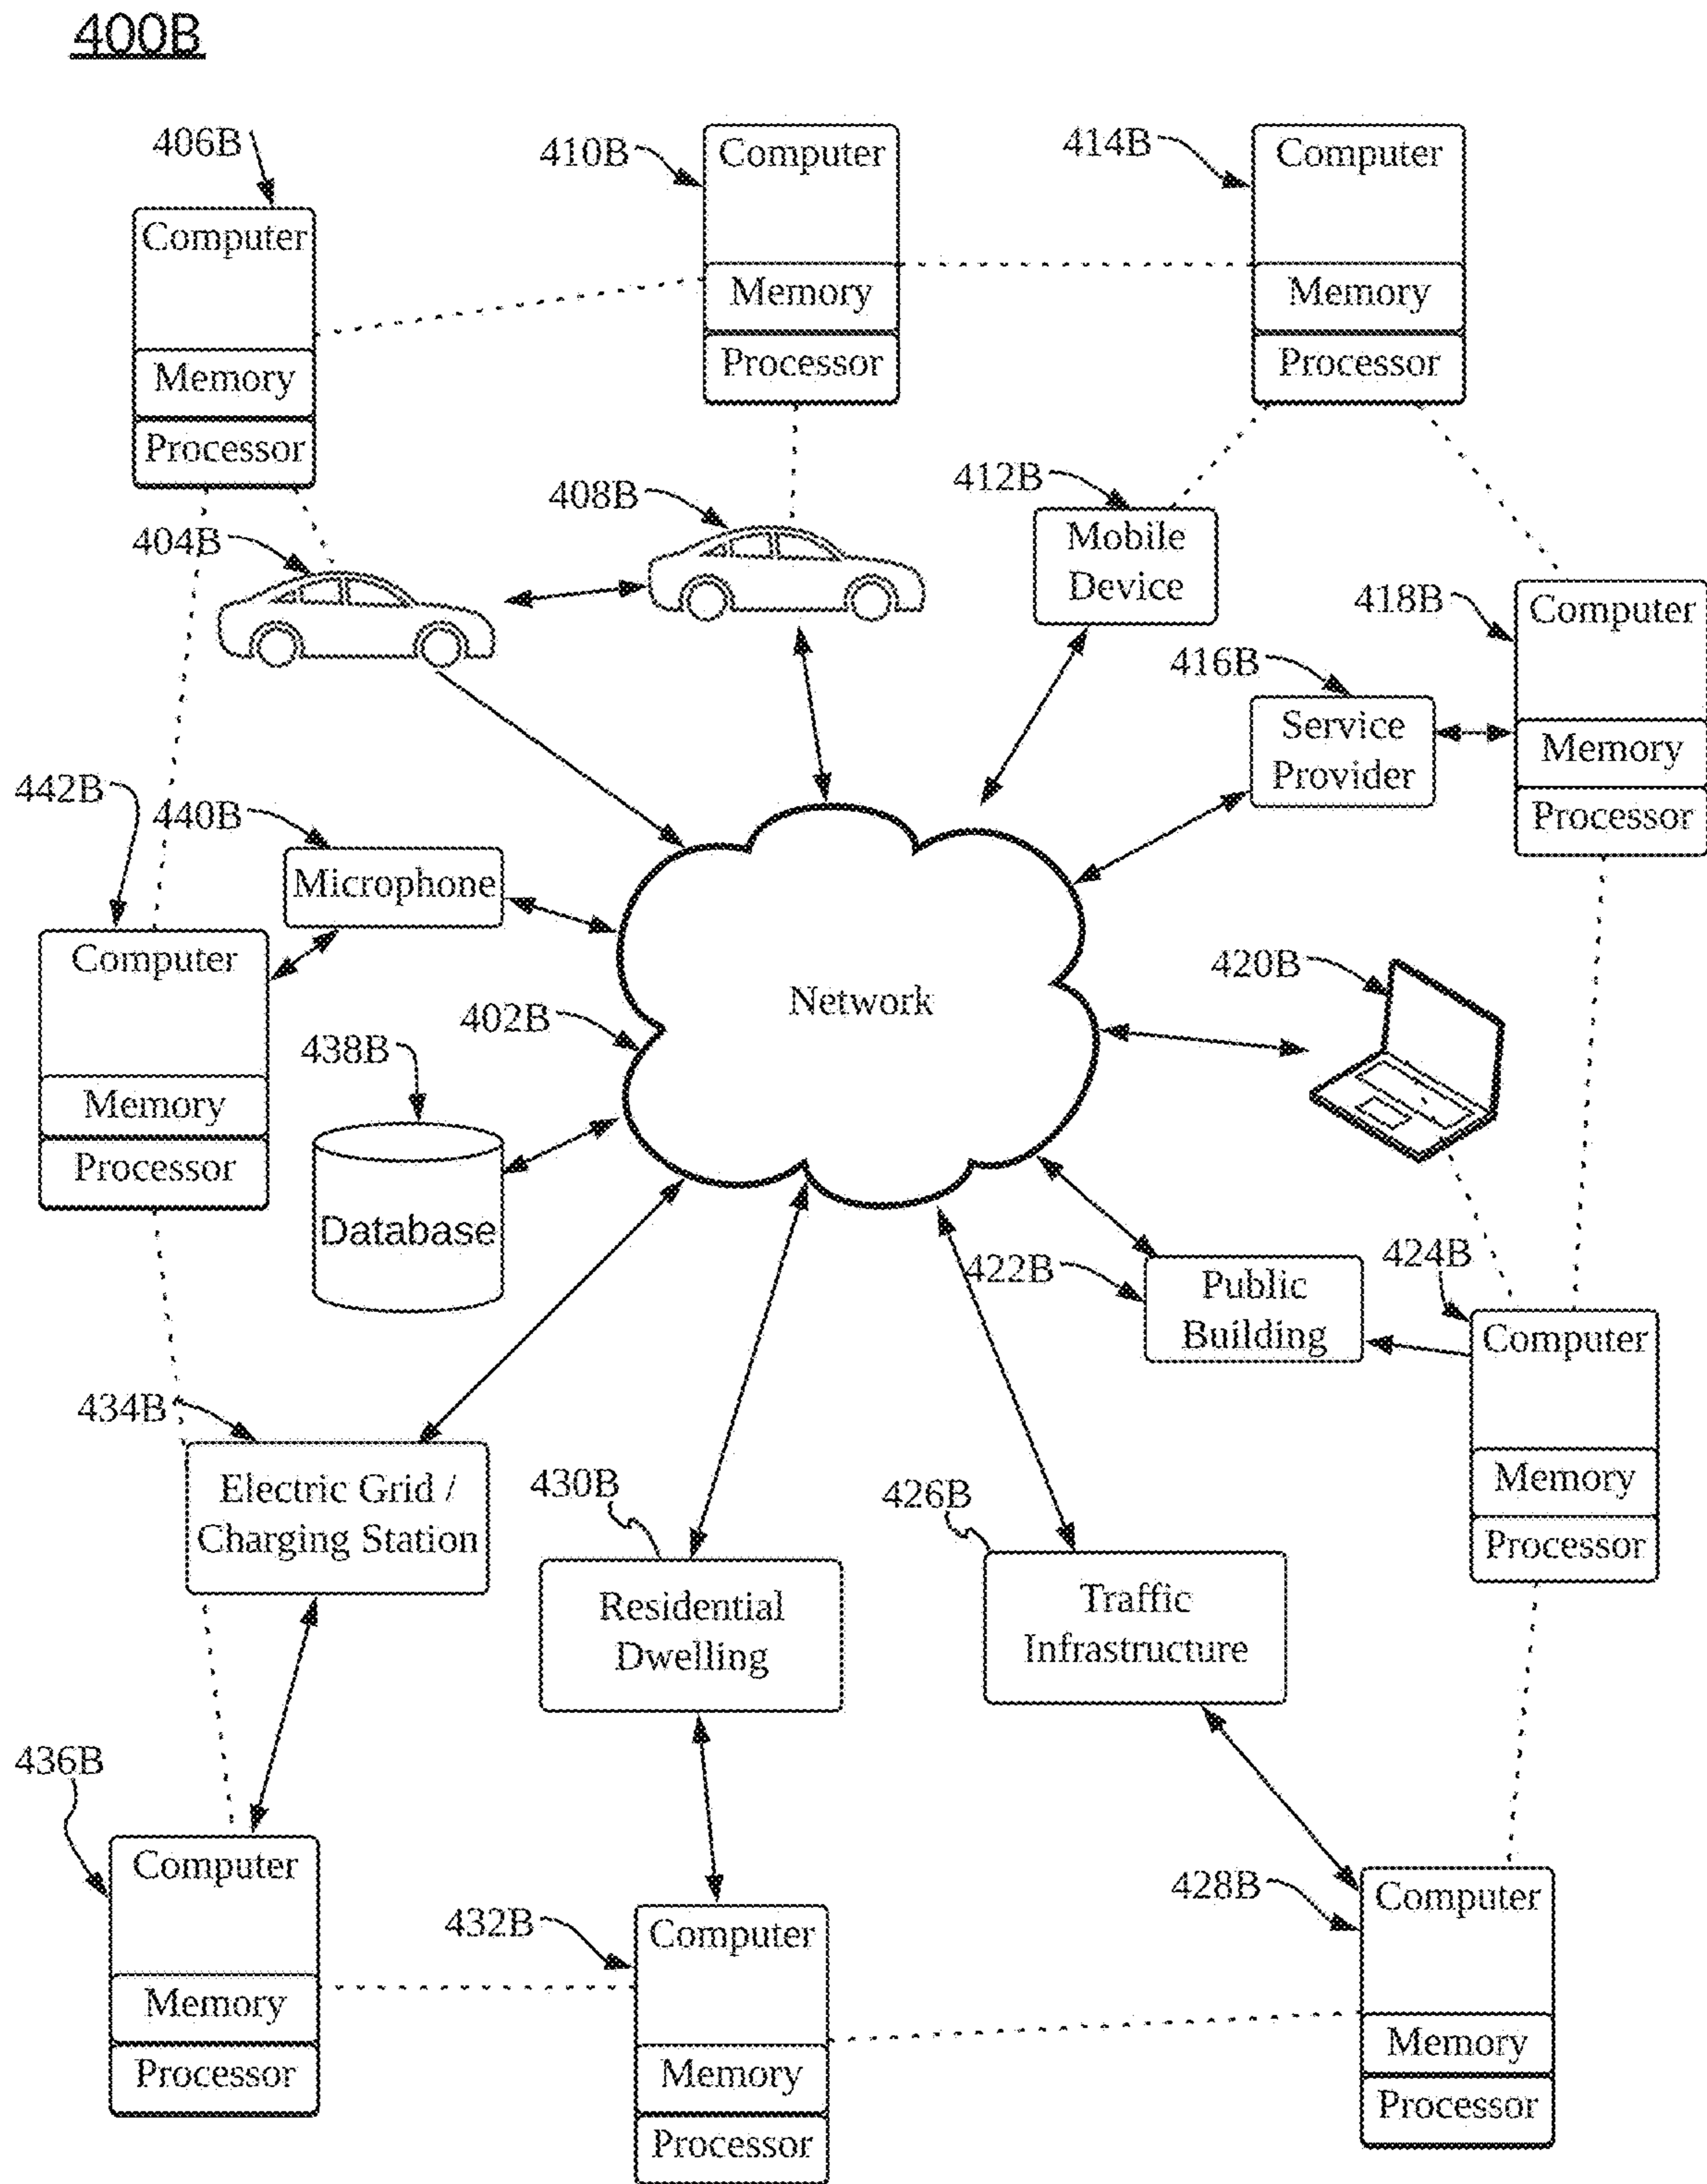 400B
406B
Computer
Memory
Processor
410B
Computer
Memory
Processor
414B
Computer
Memory
Processor
404B
408B
412B
Mobile
Device
416B
Service
Provider
418B
Computer
Memory
Processor
442B
Computer
Memory
Processor
440B
Microphone
402B
Network
438B
Database
420B
422B
Public
Building
424B
Computer
Memory
Processor
434B
Electric Grid /
Charging Station
430B
Residential
Dwelling
426B
Traffic
Infrastructure
436B
Computer
Memory
Processor
432B
Computer
Memory
Processor
428B
Computer
Memory
Processor